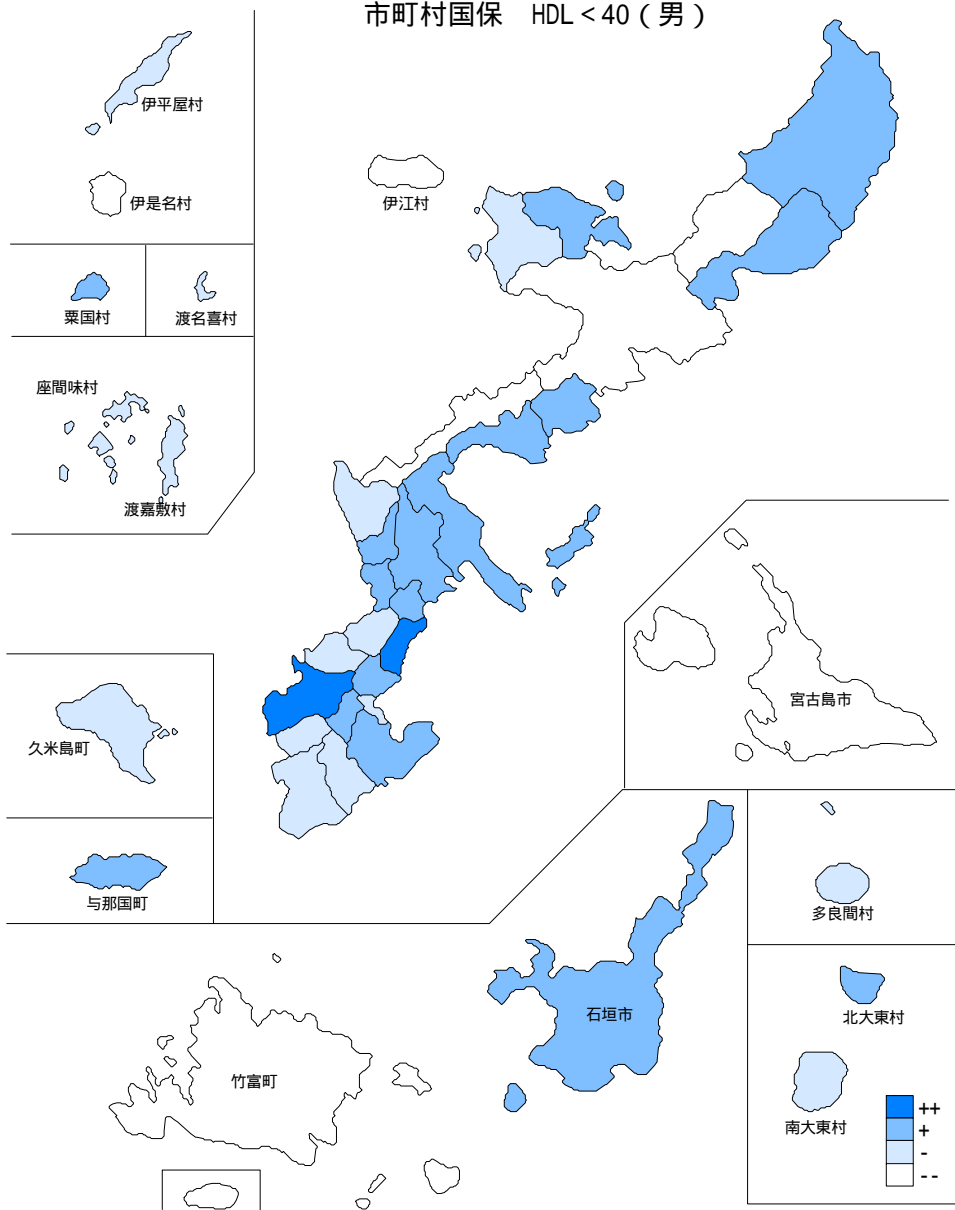 市町村国保　HDL＜40（男）
伊平屋村
伊是名村
伊江村
粟国村
渡名喜村
座間味村
渡嘉敷村
宮古島市
久米島町
与那国町
多良間村
石垣市
北大東村
竹富町
南大東村
++
+
-
--